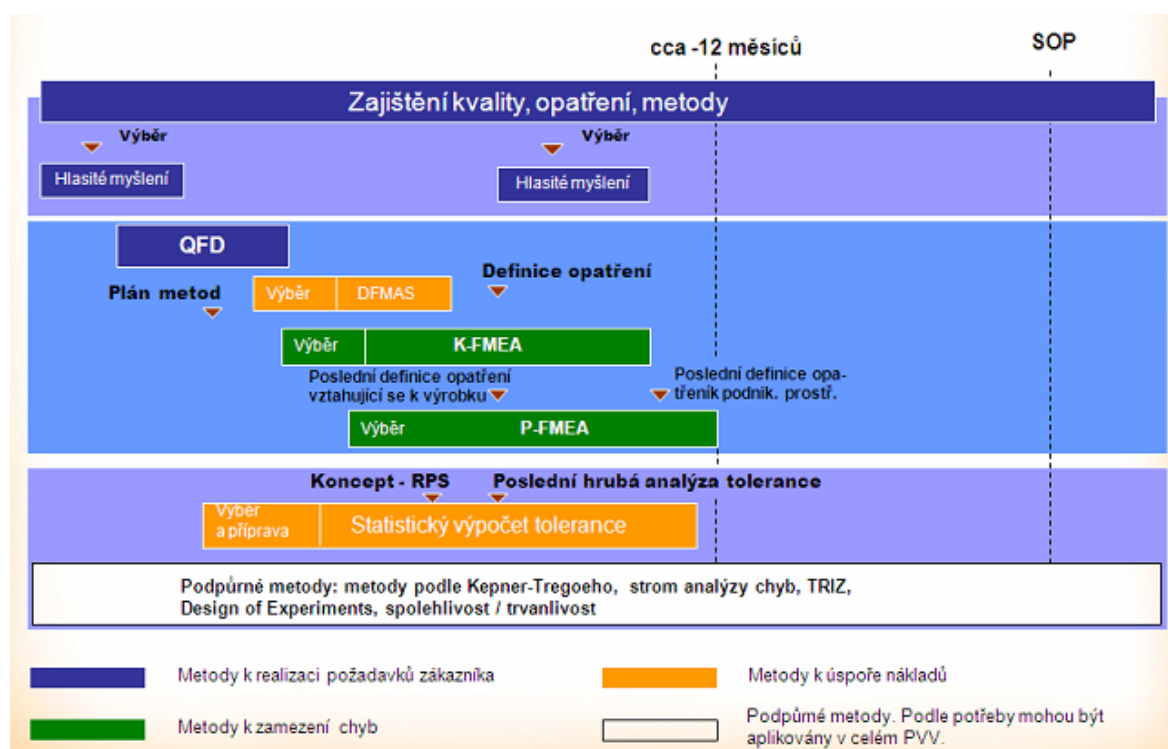 cca -12 měsíců
SOP
Zajištění kvality, opatření, metody
Výběr
Výběr
Hlasité myšlení
Hlasité myšlení
QFD
Definice opatření
Plán metod
Výběr
DFMAS
Výběr
K-FMEA
Poslední definice opatření
vztahující se k výrobku
Poslední definice opa-
třeník podnik. prostř.
Výběr
P-FMEA
Koncept - RPS
Poslední hrubá analýza tolerance
Výběr
a příprava
Statistický výpočet tolerance
Podpůrné metody: metody podle Kepner-Tregoeho, strom analýzy chyb, TRIZ,
Design of Experiments, spolehlivost / trvanlivost
Metody k realizaci požadavků zákazníka
Metody k úspoře nákladů
Metody k zamezení chyb
Podpůrné metody. Podle potřeby mohou být
aplikovány v celém PVV.